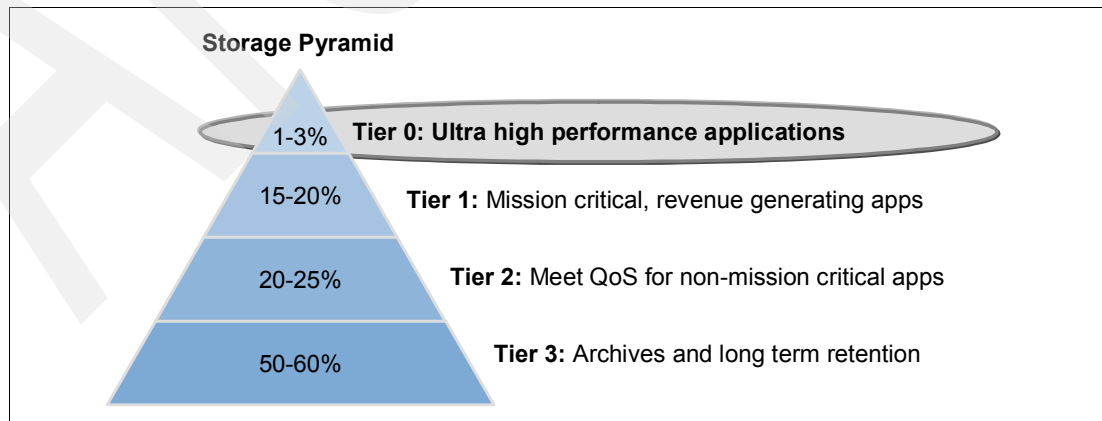 Storage Pyramid
1-3%
Tier 0: Ultra high performance applications
15-20%
Tier 1: Mission critical, revenue generating apps
20-25%
Tier 2: Meet QoS for non-mission critical apps
50-60%
Tier 3: Archives and long term retention